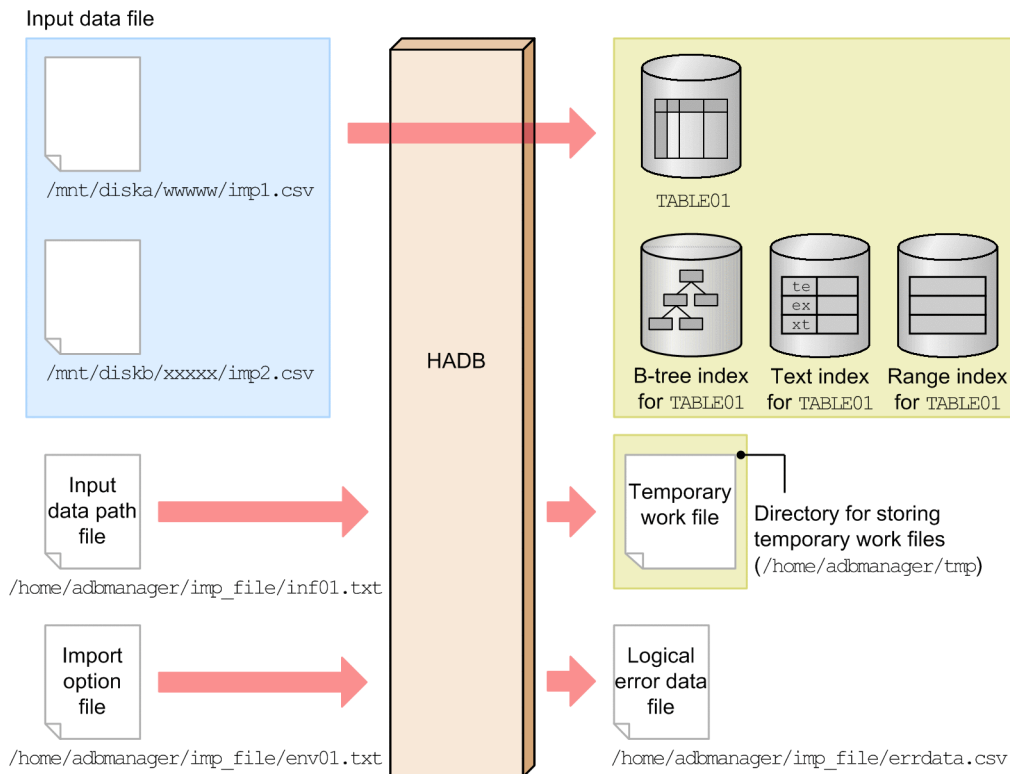 Input data file
/mnt/diska/wwwww/imp1.csv
/mnt/diskb/xxxxx/imp2.csv
HADB
TABLE01
te
ex
xt
B-tree index
for TABLE01
Text index
for TABLE01
Range index
for TABLE01
Input
data path
file
/home/adbmanager/imp_file/inf01.txt
Temporary
work file
Directory for storing
temporary work files
(/home/adbmanager/tmp)
Import
option
file
/home/adbmanager/imp_file/env01.txt
Logical
error data
file
/home/adbmanager/imp_file/errdata.csv